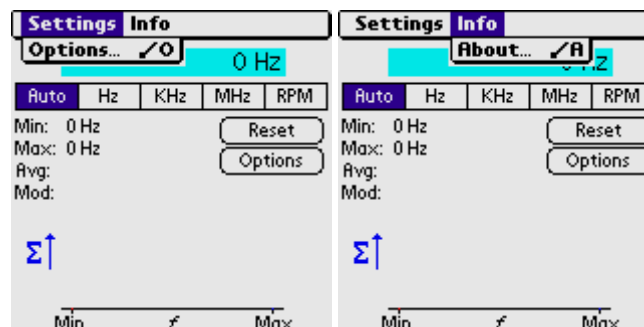 Settings Info
Options... ／O
0 Hz
Auto Hz KHz MHz RPM
Min: 0 Hz
Max: 0 Hz
Avg:
Mod:
Reset
Options
Σ↑
Min f Max
Settings Info
About... ／A
Hz
Auto Hz KHz MHz RPM
Min: 0 Hz
Max: 0 Hz
Avg:
Mod:
Reset
Options
Σ↑
Min f Max